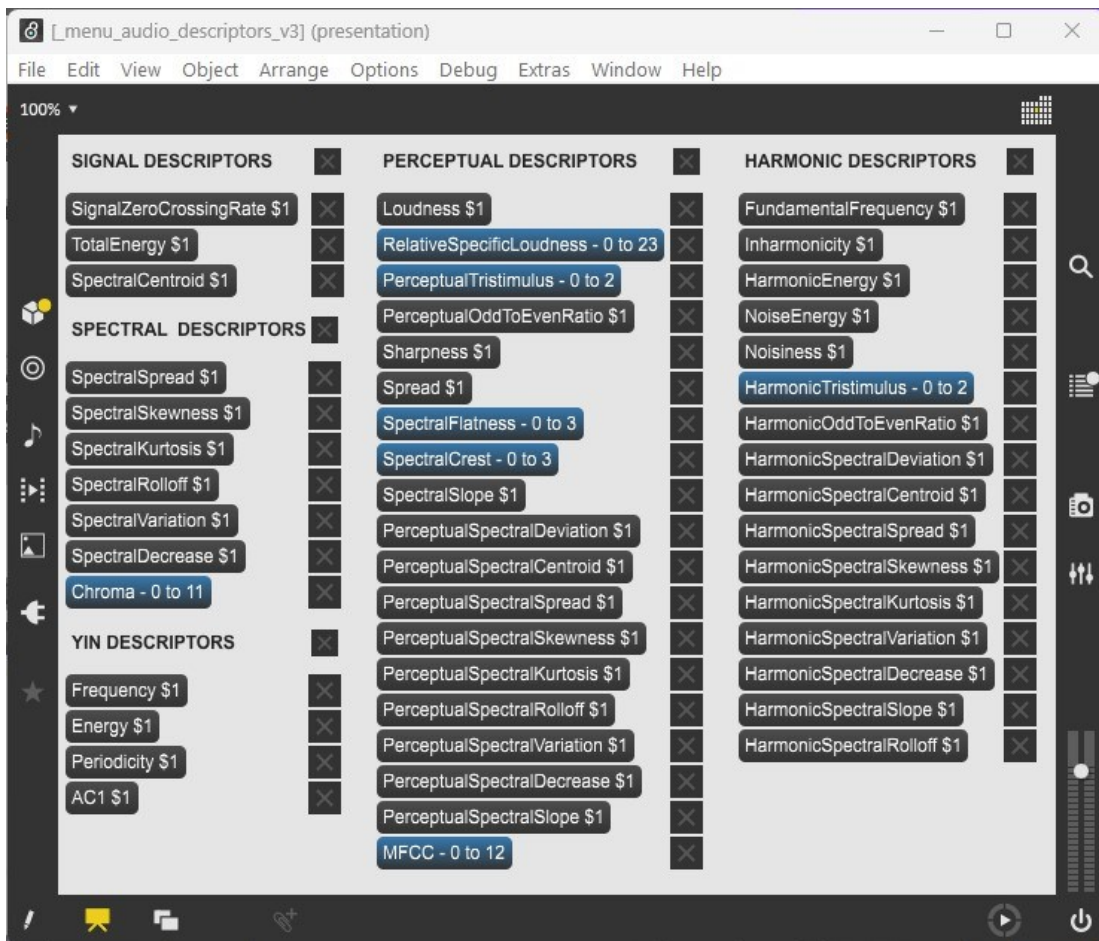 [_menu_audio_descriptors_v3] (presentation)
File Edit View Object Arrange Options Debug Extras Window Help
100%
SIGNAL DESCRIPTORS
SignalZeroCrossingRate $1
TotalEnergy $1
SpectralCentroid $1
SPECTRAL DESCRIPTORS
SpectralSpread $1
SpectralSkewness $1
SpectralKurtosis $1
SpectralRolloff $1
SpectralVariation $1
SpectralDecrease $1
Chroma - 0 to 11
YIN DESCRIPTORS
Frequency $1
Energy $1
Periodicity $1
AC1 $1
PERCEPTUAL DESCRIPTORS
Loudness $1
RelativeSpecificLoudness - 0 to 23
PerceptualTristimulus - 0 to 2
PerceptualOddToEvenRatio $1
Sharpness $1
Spread $1
SpectralFlatness - 0 to 3
SpectralCrest - 0 to 3
SpectralSlope $1
PerceptualSpectralDeviation $1
PerceptualSpectralCentroid $1
PerceptualSpectralSpread $1
PerceptualSpectralSkewness $1
PerceptualSpectralKurtosis $1
PerceptualSpectralRolloff $1
PerceptualSpectralVariation $1
PerceptualSpectralDecrease $1
PerceptualSpectralSlope $1
MFCC - 0 to 12
HARMONIC DESCRIPTORS
FundamentalFrequency $1
Inharmonicity $1
HarmonicEnergy $1
NoiseEnergy $1
Noisiness $1
HarmonicTristimulus - 0 to 2
HarmonicOddToEvenRatio $1
HarmonicSpectralDeviation $1
HarmonicSpectralCentroid $1
HarmonicSpectralSpread $1
HarmonicSpectralSkewness $1
HarmonicSpectralKurtosis $1
HarmonicSpectralVariation $1
HarmonicSpectralDecrease $1
HarmonicSpectralSlope $1
HarmonicSpectralRolloff $1